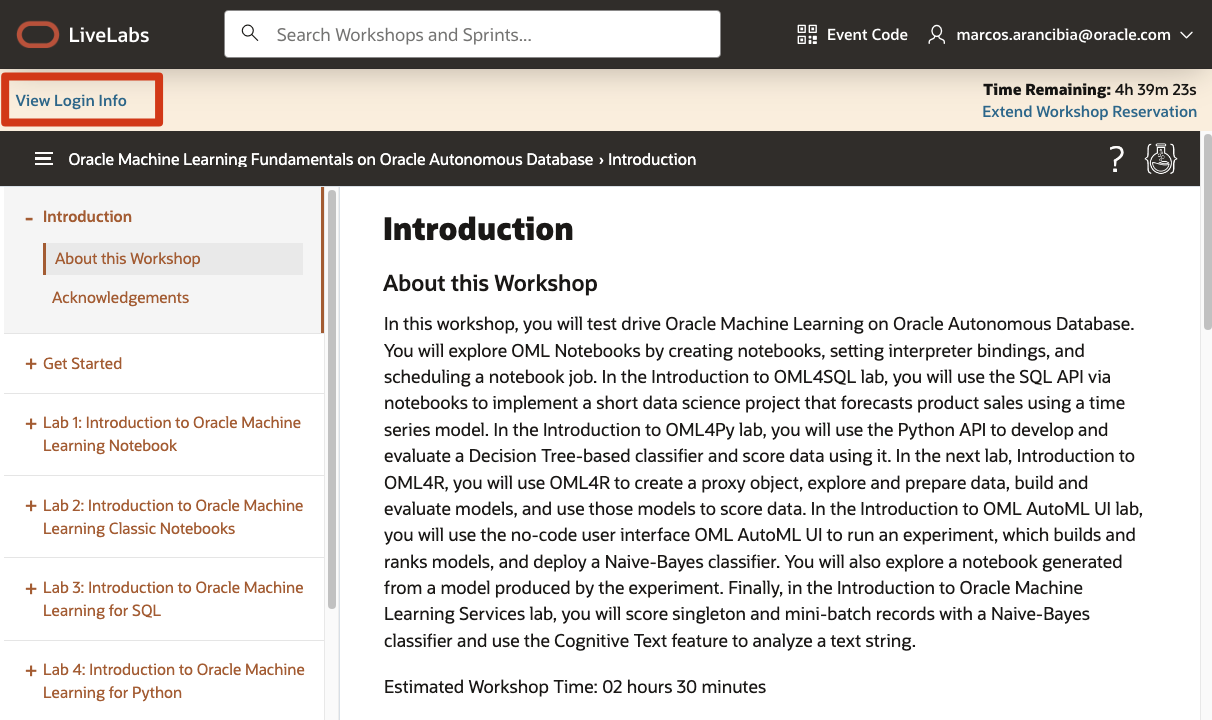 LiveLabs
Search Workshops and Sprints...
Event Code
marcos.arancibia@oracle.com
View Login Info
Time Remaining: 4h 39m 23s
Extend Workshop Reservation
Oracle Machine Learning Fundamentals on Oracle Autonomous Database › Introduction
?
- Introduction
About this Workshop
Acknowledgements
+ Get Started
+ Lab 1: Introduction to Oracle Machine
Learning Notebook
+ Lab 2: Introduction to Oracle Machine
Learning Classic Notebooks
+ Lab 3: Introduction to Oracle Machine
Learning for SQL
+ Lab 4: Introduction to Oracle Machine
Learning for Python
Introduction
About this Workshop
In this workshop, you will test drive Oracle Machine Learning on Oracle Autonomous Database.
You will explore OML Notebooks by creating notebooks, setting interpreter bindings, and
scheduling a notebook job. In the Introduction to OML4SQL lab, you will use the SQL API via
notebooks to implement a short data science project that forecasts product sales using a time
series model. In the Introduction to OML4Py lab, you will use the Python API to develop and
evaluate a Decision Tree-based classifier and score data using it. In the next lab, Introduction to
OML4R, you will use OML4R to create a proxy object, explore and prepare data, build and
evaluate models, and use those models to score data. In the Introduction to OML AutoML UI lab,
you will use the no-code user interface OML AutoML UI to run an experiment, which builds and
ranks models, and deploy a Naive-Bayes classifier. You will also explore a notebook generated
from a model produced by the experiment. Finally, in the Introduction to Oracle Machine
Learning Services lab, you will score singleton and mini-batch records with a Naive-Bayes
classifier and use the Cognitive Text feature to analyze a text string.
Estimated Workshop Time: 02 hours 30 minutes